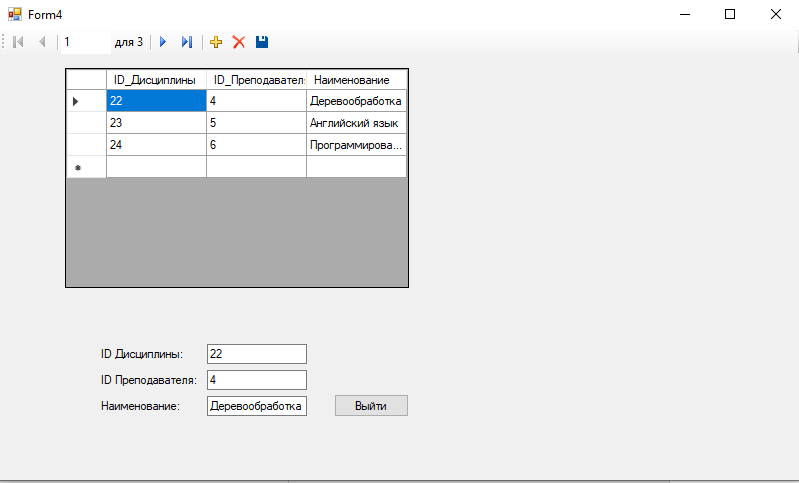 Form4
1 для 3
ID_Дисциплины ID_Преподавателя Наименование
22 4 Деревообработка
23 5 Английский язык
24 6 Программирова...
ID Дисциплины: 22
ID Преподавателя: 4
Наименование: Деревообработка Выйти